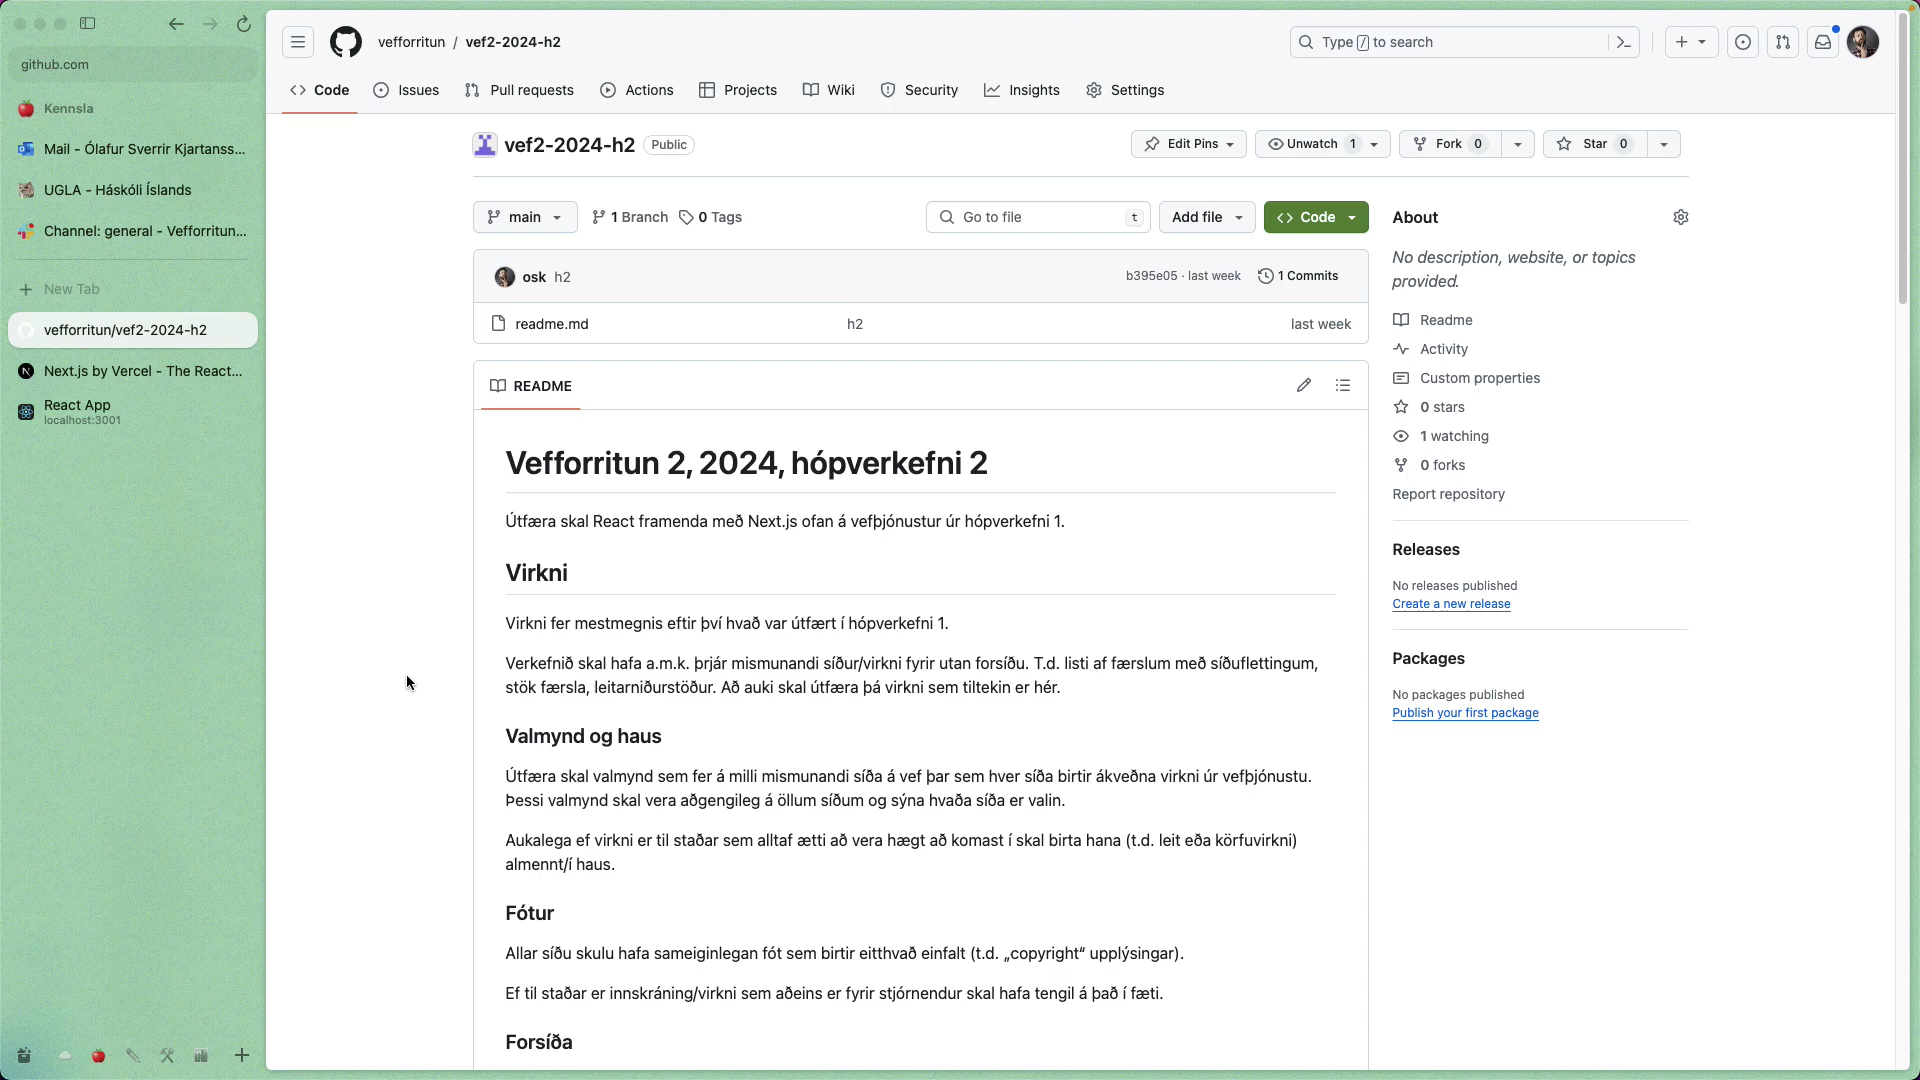 github.com
Kennsla
Mail - Ólafur Sverrir Kjartanss...
UGLA - Háskóli Íslands
Channel: general - Vefforritun...
New Tab
vefforritun/vef2-2024-h2
Next.js by Vercel - The React...
React App
localhost:3001
vefforritun / vef2-2024-h2
Type / to search
Code
Issues
Pull requests
Actions
Projects
Wiki
Security
Insights
Settings
vef2-2024-h2 Public
Edit Pins
Unwatch 1
Fork 0
Star 0
main
1 Branch
0 Tags
Go to file t
Add file
Code
osk h2
b395e05 · last week
1 Commits
readme.md h2 last week
README
Vefforritun 2, 2024, hópverkefni 2
Útfæra skal React framenda með Next.js ofan á vefþjónustur úr hópverkefni 1.
Virkni
Virkni fer mestmegnis eftir því hvað var útfært í hópverkefni 1.
Verkefnið skal hafa a.m.k. þrjár mismunandi síður/virkni fyrir utan forsíðu. T.d. listi af færslum með síðuflettingum,
stök færsla, leitarniðurstöður. Að auki skal útfæra þá virkni sem tiltekin er hér.
Valmynd og haus
Útfæra skal valmynd sem fer á milli mismunandi síða á vef þar sem hver síða birtir ákveðna virkni úr vefþjónustu.
Þessi valmynd skal vera aðgengileg á öllum síðum og sýna hvaða síða er valin.
Aukalega ef virkni er til staðar sem alltaf ætti að vera hægt að komast í skal birta hana (t.d. leit eða körfuvirkni)
almennt/í haus.
Fótur
Allar síðu skulu hafa sameiginlegan fót sem birtir eitthvað einfalt (t.d. „copyright“ upplýsingar).
Ef til staðar er innskráning/virkni sem aðeins er fyrir stjórnendur skal hafa tengil á það í fæti.
Forsíða
About
No description, website, or topics
provided.
Readme
Activity
Custom properties
0 stars
1 watching
0 forks
Report repository
Releases
No releases published
Create a new release
Packages
No packages published
Publish your first package